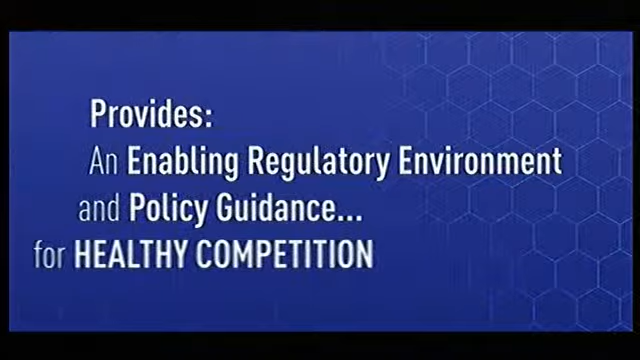 Provides:
An Enabling Regulatory Environment
and Policy Guidance...
for HEALTHY COMPETITION